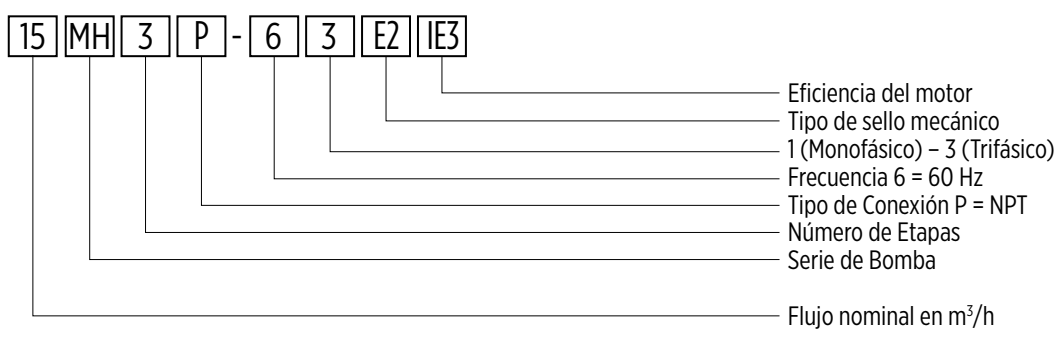 15 MH 3 P - 6 3 E2 IE3
Eficiencia del motor
Tipo de sello mecánico
1 (Monofásico) – 3 (Trifásico)
Frecuencia 6 = 60 Hz
Tipo de Conexión P = NPT
Número de Etapas
Serie de Bomba
Flujo nominal en m³/h